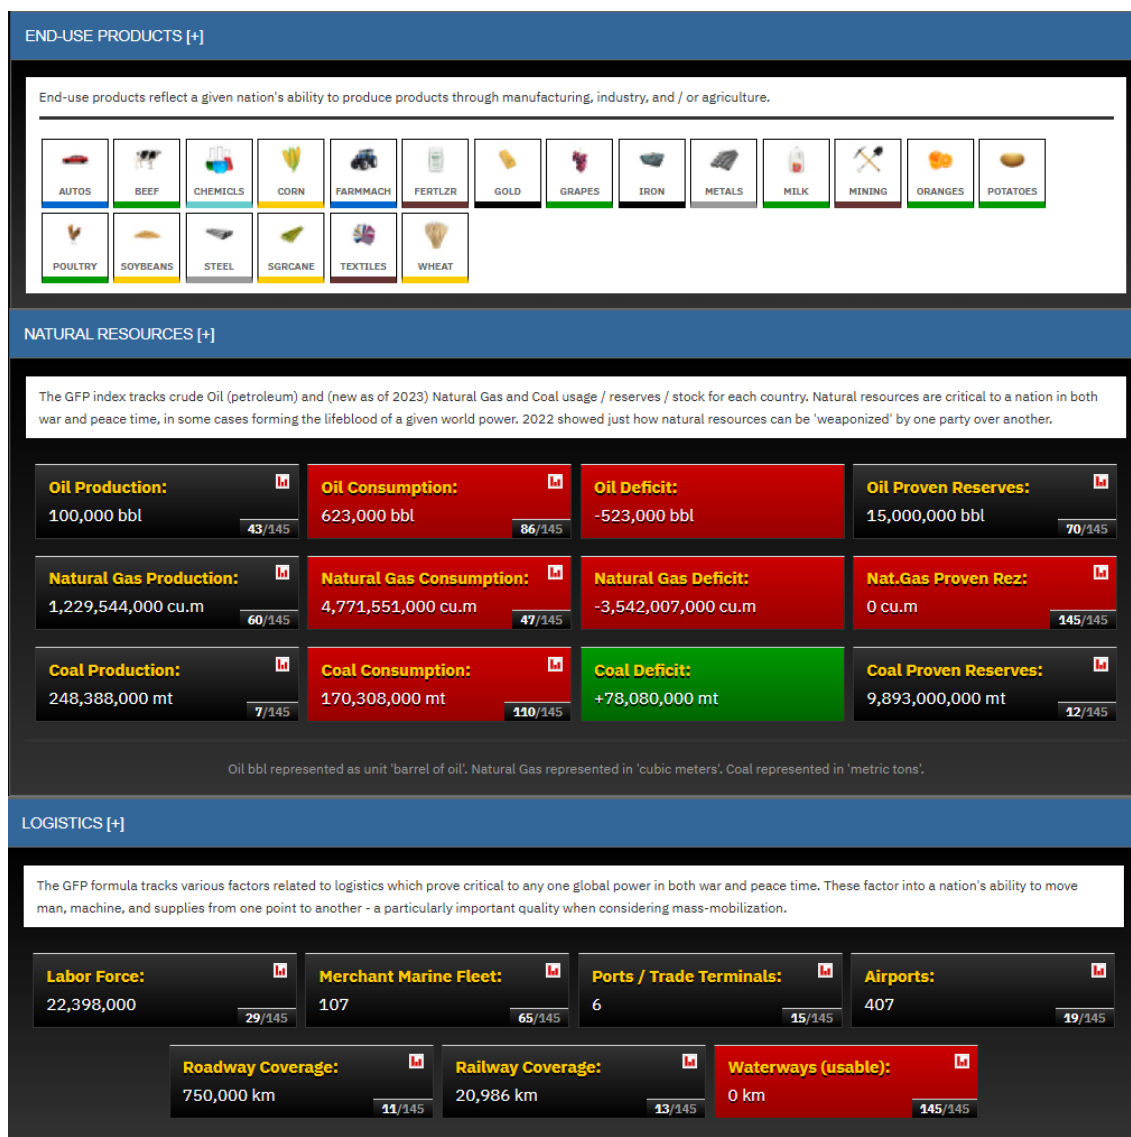 END-USE PRODUCTS [+]
End-use products reflect a given nation's ability to produce products through manufacturing, industry, and / or agriculture.
AUTOS BEEF CHEMICLS CORN FARMMACH FERTLZR GOLD GRAPES IRON METALS MILK MINING ORANGES POTATOES
POULTRY SOYBEANS STEEL SGRCANE TEXTILES WHEAT
NATURAL RESOURCES [+]
The GFP index tracks crude Oil (petroleum) and (new as of 2023) Natural Gas and Coal usage / reserves / stock for each country. Natural resources are critical to a nation in both
war and peace time, in some cases forming the lifeblood of a given world power. 2022 showed just how natural resources can be 'weaponized' by one party over another.
Oil Production:
100,000 bbl
43/145
Oil Consumption:
623,000 bbl
86/145
Oil Deficit:
-523,000 bbl
Oil Proven Reserves:
15,000,000 bbl
70/145
Natural Gas Production:
1,229,544,000 cu.m
60/145
Natural Gas Consumption:
4,771,551,000 cu.m
47/145
Natural Gas Deficit:
-3,542,007,000 cu.m
Nat.Gas Proven Rez:
0 cu.m
145/145
Coal Production:
248,388,000 mt
7/145
Coal Consumption:
170,308,000 mt
110/145
Coal Deficit:
+78,080,000 mt
Coal Proven Reserves:
9,893,000,000 mt
12/145
Oil bbl represented as unit 'barrel of oil'. Natural Gas represented in 'cubic meters'. Coal represented in 'metric tons'.
LOGISTICS [+]
The GFP formula tracks various factors related to logistics which prove critical to any one global power in both war and peace time. These factor into a nation's ability to move
man, machine, and supplies from one point to another - a particularly important quality when considering mass-mobilization.
Labor Force:
22,398,000
29/145
Merchant Marine Fleet:
107
65/145
Ports / Trade Terminals:
6
15/145
Airports:
407
19/145
Roadway Coverage:
750,000 km
11/145
Railway Coverage:
20,986 km
13/145
Waterways (usable):
0 km
145/145